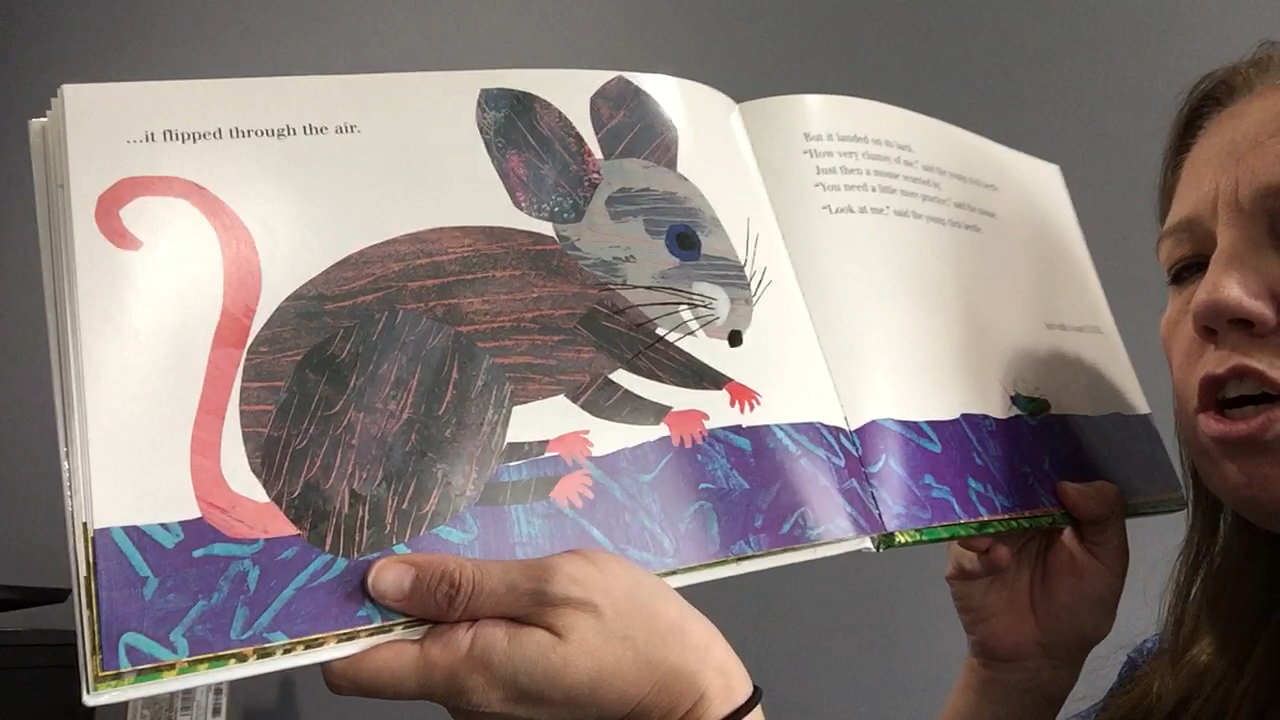 ...it flipped through the air.
But it landed on its back.
"How very clumsy of me," said the young click beetle.
Just then a mouse scurried by.
"You need a little more practice," said the mouse.
"Look at me," said the young click beetle.